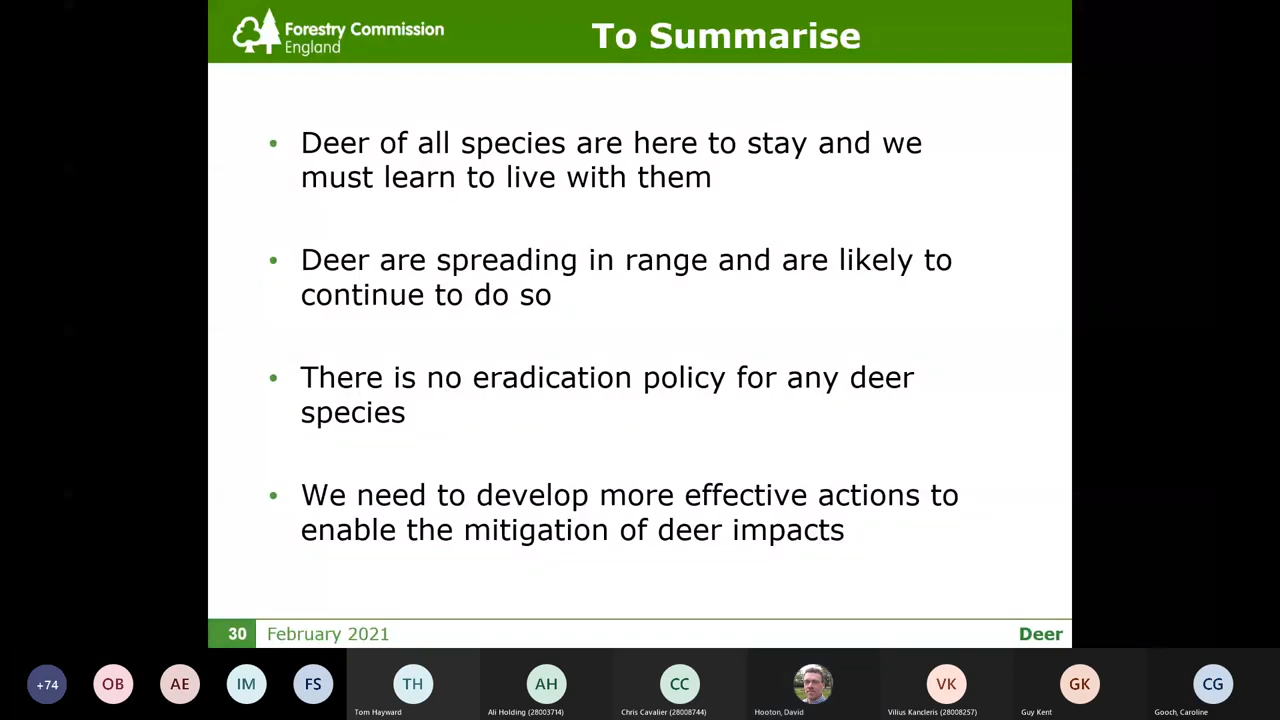 Forestry Commission
England
To Summarise
• Deer of all species are here to stay and we
must learn to live with them
• Deer are spreading in range and are likely to
continue to do so
• There is no eradication policy for any deer
species
• We need to develop more effective actions to
enable the mitigation of deer impacts
30 February 2021 Deer
+74 OB AE IM FS TH AH CC VK GK CG
Tom Hayward Ali Holding (28003714) Chris Cavalier (28008744) Hooton, David Vilius Kancleris (28008257) Guy Kent Gooch, Caroline